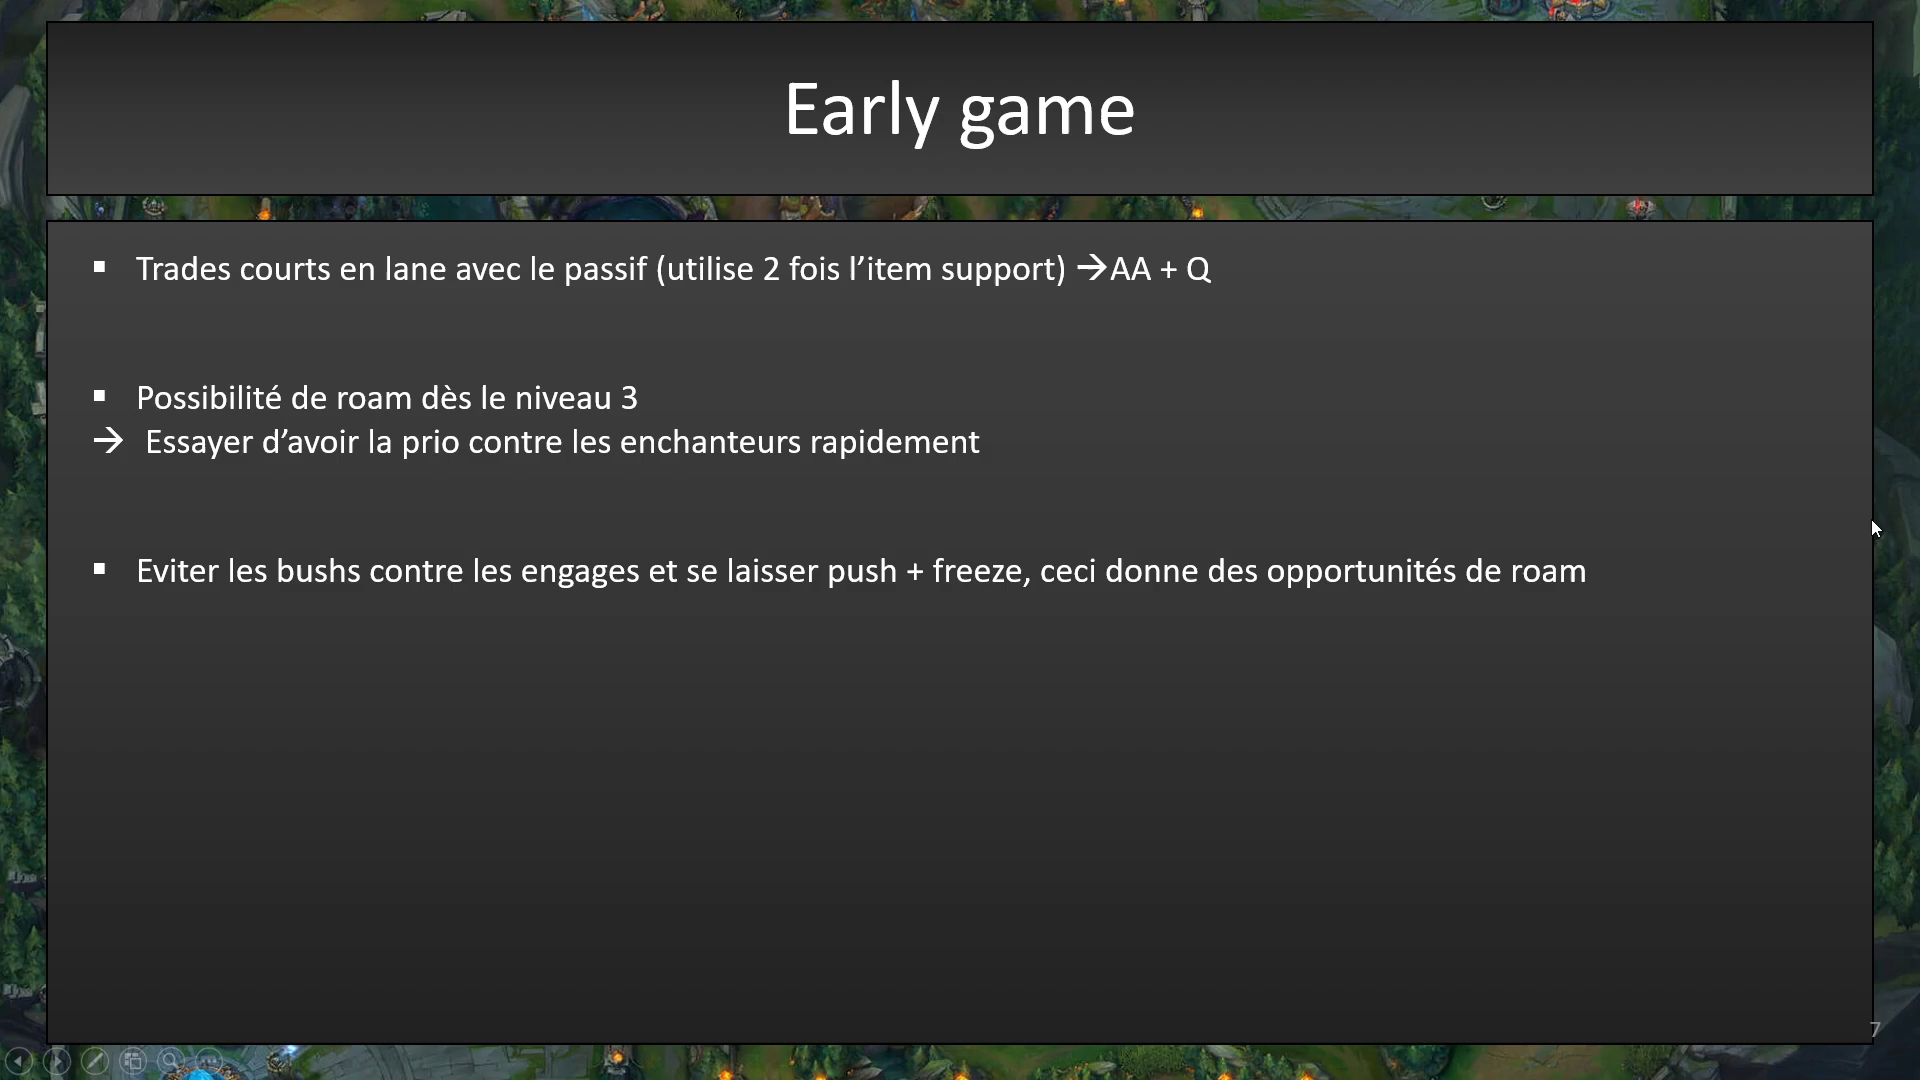 Early game
▪ Trades courts en lane avec le passif (utilise 2 fois l’item support) →AA + Q
▪ Possibilité de roam dès le niveau 3
→ Essayer d’avoir la prio contre les enchanteurs rapidement
▪ Eviter les bushs contre les engages et se laisser push + freeze, ceci donne des opportunités de roam
7